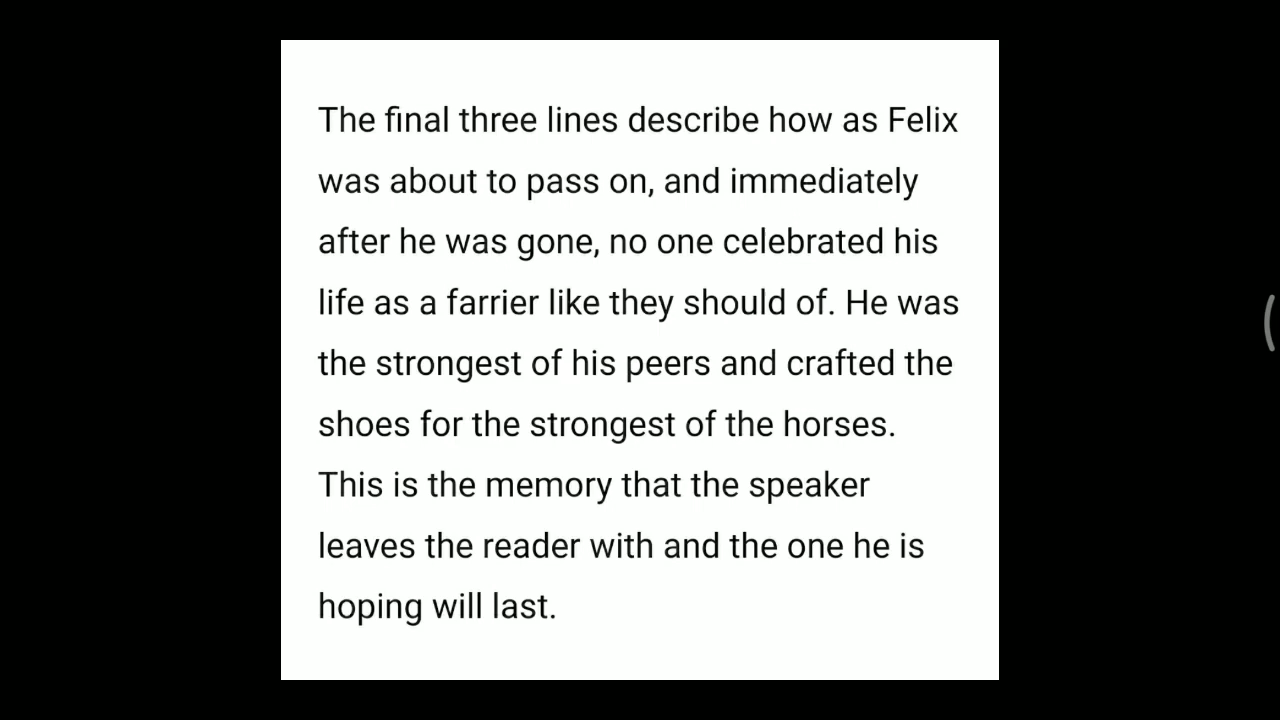 The final three lines describe how as Felix
was about to pass on, and immediately
after he was gone, no one celebrated his
life as a farrier like they should of. He was
the strongest of his peers and crafted the
shoes for the strongest of the horses.
This is the memory that the speaker
leaves the reader with and the one he is
hoping will last.